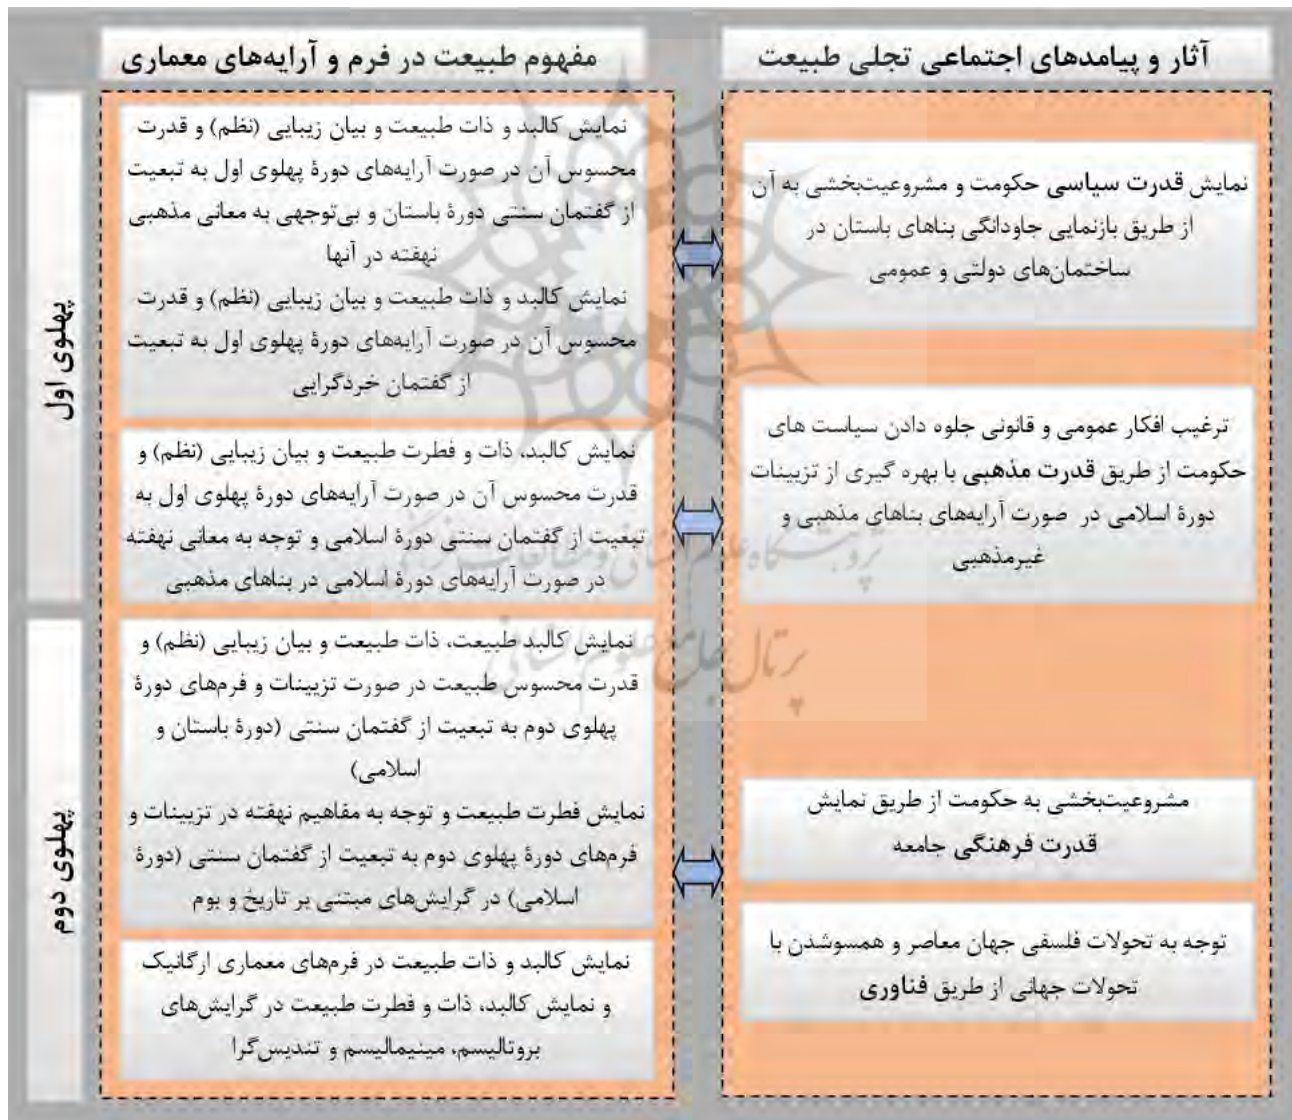 آثار و پیامدهای اجتماعی تجلی طبیعت
نمایش قدرت سیاسی حکومت و مشروعیت‌بخشی به آن
از طریق بازنمایی جاودانگی بناهای باستان در
ساختمان‌های دولتی و عمومی
ترغیب افکار عمومی و قانونی جلوه دادن سیاست های
حکومت از طریق قدرت مذهبی با بهره گیری از تزیینات
دورهٔ اسلامی در صورت آرایه‌های بناهای مذهبی و
غیرمذهبی
مشروعیت‌بخشی به حکومت از طریق نمایش
قدرت فرهنگی جامعه
توجه به تحولات فلسفی جهان معاصر و همسوشدن با
تحولات جهانی از طریق فناوری
مفهوم طبیعت در فرم و آرایه‌های معماری
نمایش کالبد و ذات طبیعت و بیان زیبایی (نظم) و قدرت
محسوس آن در صورت آرایه‌های دورهٔ پهلوی اول به تبعیت
از گفتمان سنتی دورهٔ باستان و بی‌توجهی به معانی مذهبی
نهفته در آنها
نمایش کالبد و ذات طبیعت و بیان زیبایی (نظم) و قدرت
محسوس آن در صورت آرایه‌های دورهٔ پهلوی اول به تبعیت
از گفتمان خردگرایی
نمایش کالبد، ذات و فطرت طبیعت و بیان زیبایی (نظم) و
قدرت محسوس آن در صورت آرایه‌های دورهٔ پهلوی اول به
تبعیت از گفتمان سنتی دورهٔ اسلامی و توجه به معانی نهفته
در صورت آرایه‌های دورهٔ اسلامی در بناهای مذهبی
نمایش کالبد طبیعت، ذات طبیعت و بیان زیبایی (نظم) و
قدرت محسوس طبیعت در صورت تزیینات و فرم‌های دورهٔ
پهلوی دوم به تبعیت از گفتمان سنتی (دورهٔ باستان و
اسلامی)
نمایش فطرت طبیعت و توجه به مفاهیم نهفته در تزیینات و
فرم‌های دورهٔ پهلوی دوم به تبعیت از گفتمان سنتی (دورهٔ
اسلامی) در گرایش‌های مبتنی بر تاریخ و بوم
نمایش کالبد و ذات طبیعت در فرم‌های معماری ارگانیک
و نمایش کالبد، ذات و فطرت طبیعت در گرایش‌های
بروتالیسم، مینیمالیسم و تندیس‌گرا
پهلوی اول
پهلوی دوم
پژوهشگاه علوم انسانی و مطالعات فرهنگی
پرتال جامع علوم انسانی